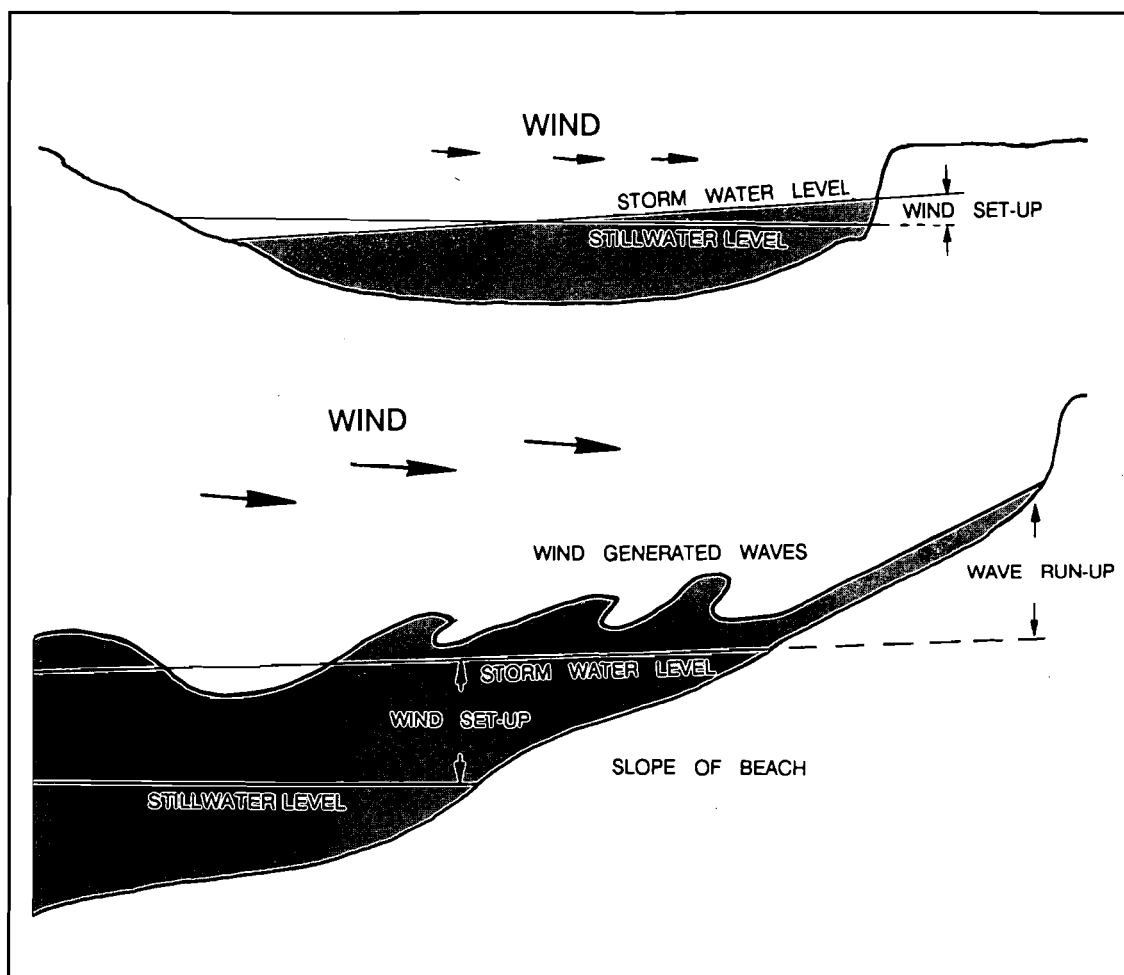 WIND
STORM WATER LEVEL
WIND SET-UP
STILLWATER LEVEL
WIND
WIND GENERATED WAVES
WAVE RUN-UP
STORM WATER LEVEL
WIND SET-UP
SLOPE OF BEACH
STILLWATER LEVEL